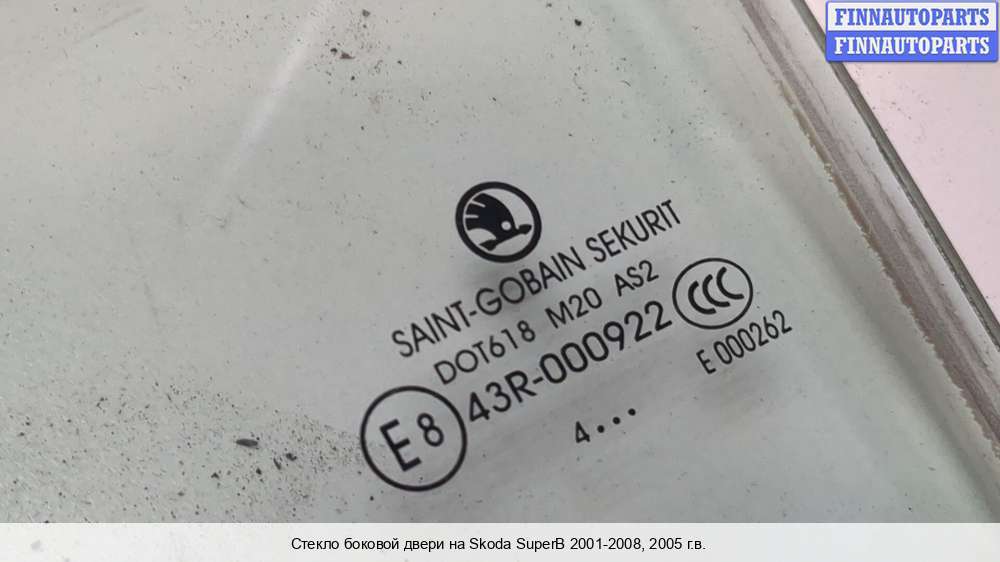 FINNAUTOPARTS
FINNAUTOPARTS
SAINT-GOBAIN SEKURIT
DOT618 M20 AS2
E8 43R-000922 CCC
4... E 000262
Стекло боковой двери на Skoda SuperB 2001-2008, 2005 г.в.